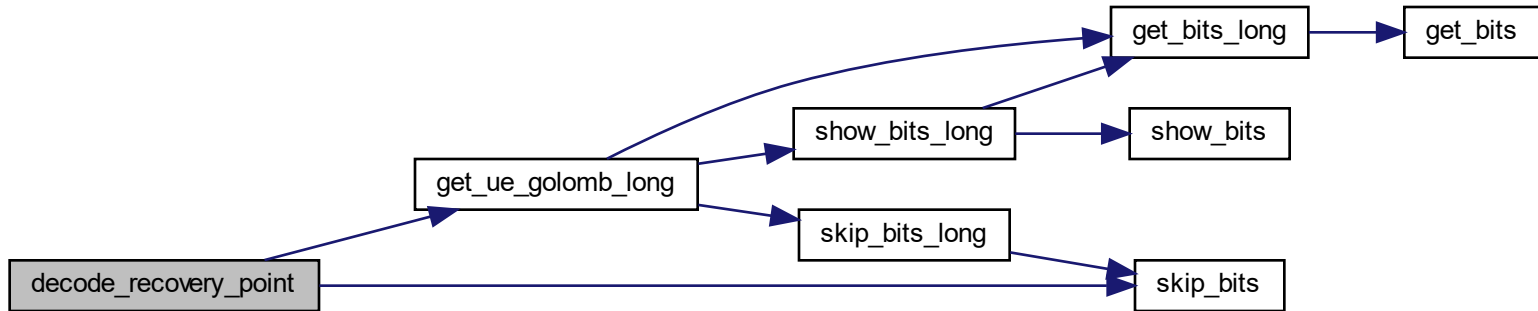 get_bits_long
get_bits
show_bits_long
show_bits
get_ue_golomb_long
skip_bits_long
decode_recovery_point
skip_bits